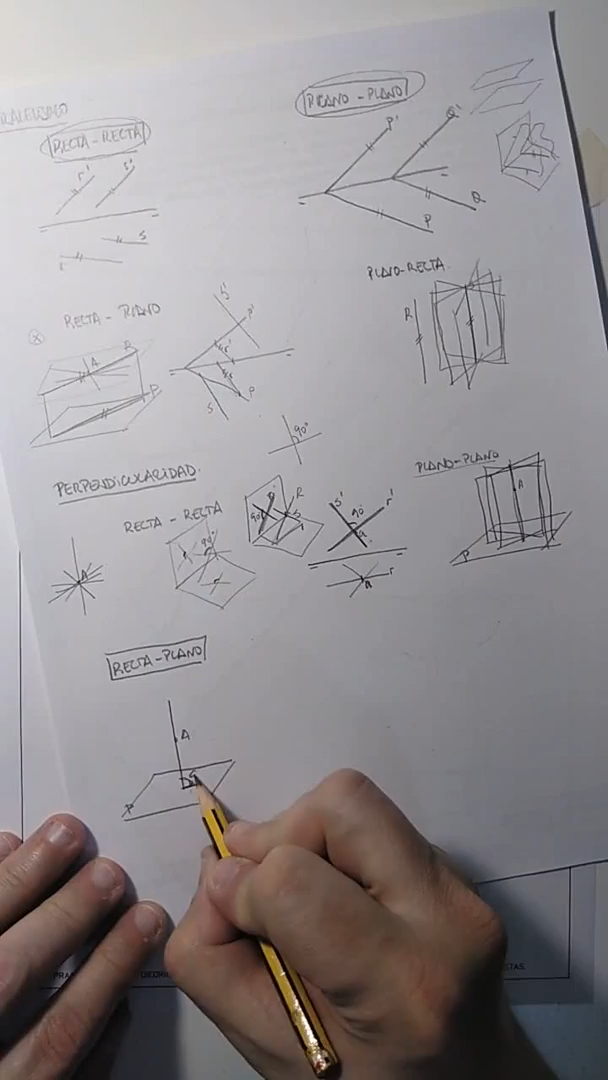 RECTA-RECTA
r' s'
s
r
PLANO-PLANO
P' Q'
Q
P
RECTA-PLANO
A R
P
s' P'
r'
r
s P
PLANO-RECTA
R
90°
PERPENDICULARIDAD
RECTA-RECTA
A
90°
90° R
s
s' r'
90°
A
r
PLANO-PLANO
A
P
RECTA-PLANO
A
P